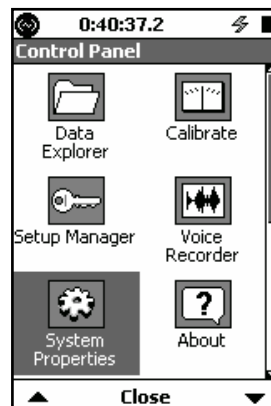 0:40:37.2
Control Panel
Data
Explorer
Calibrate
Setup Manager
Voice
Recorder
?
System
Properties
About
Close